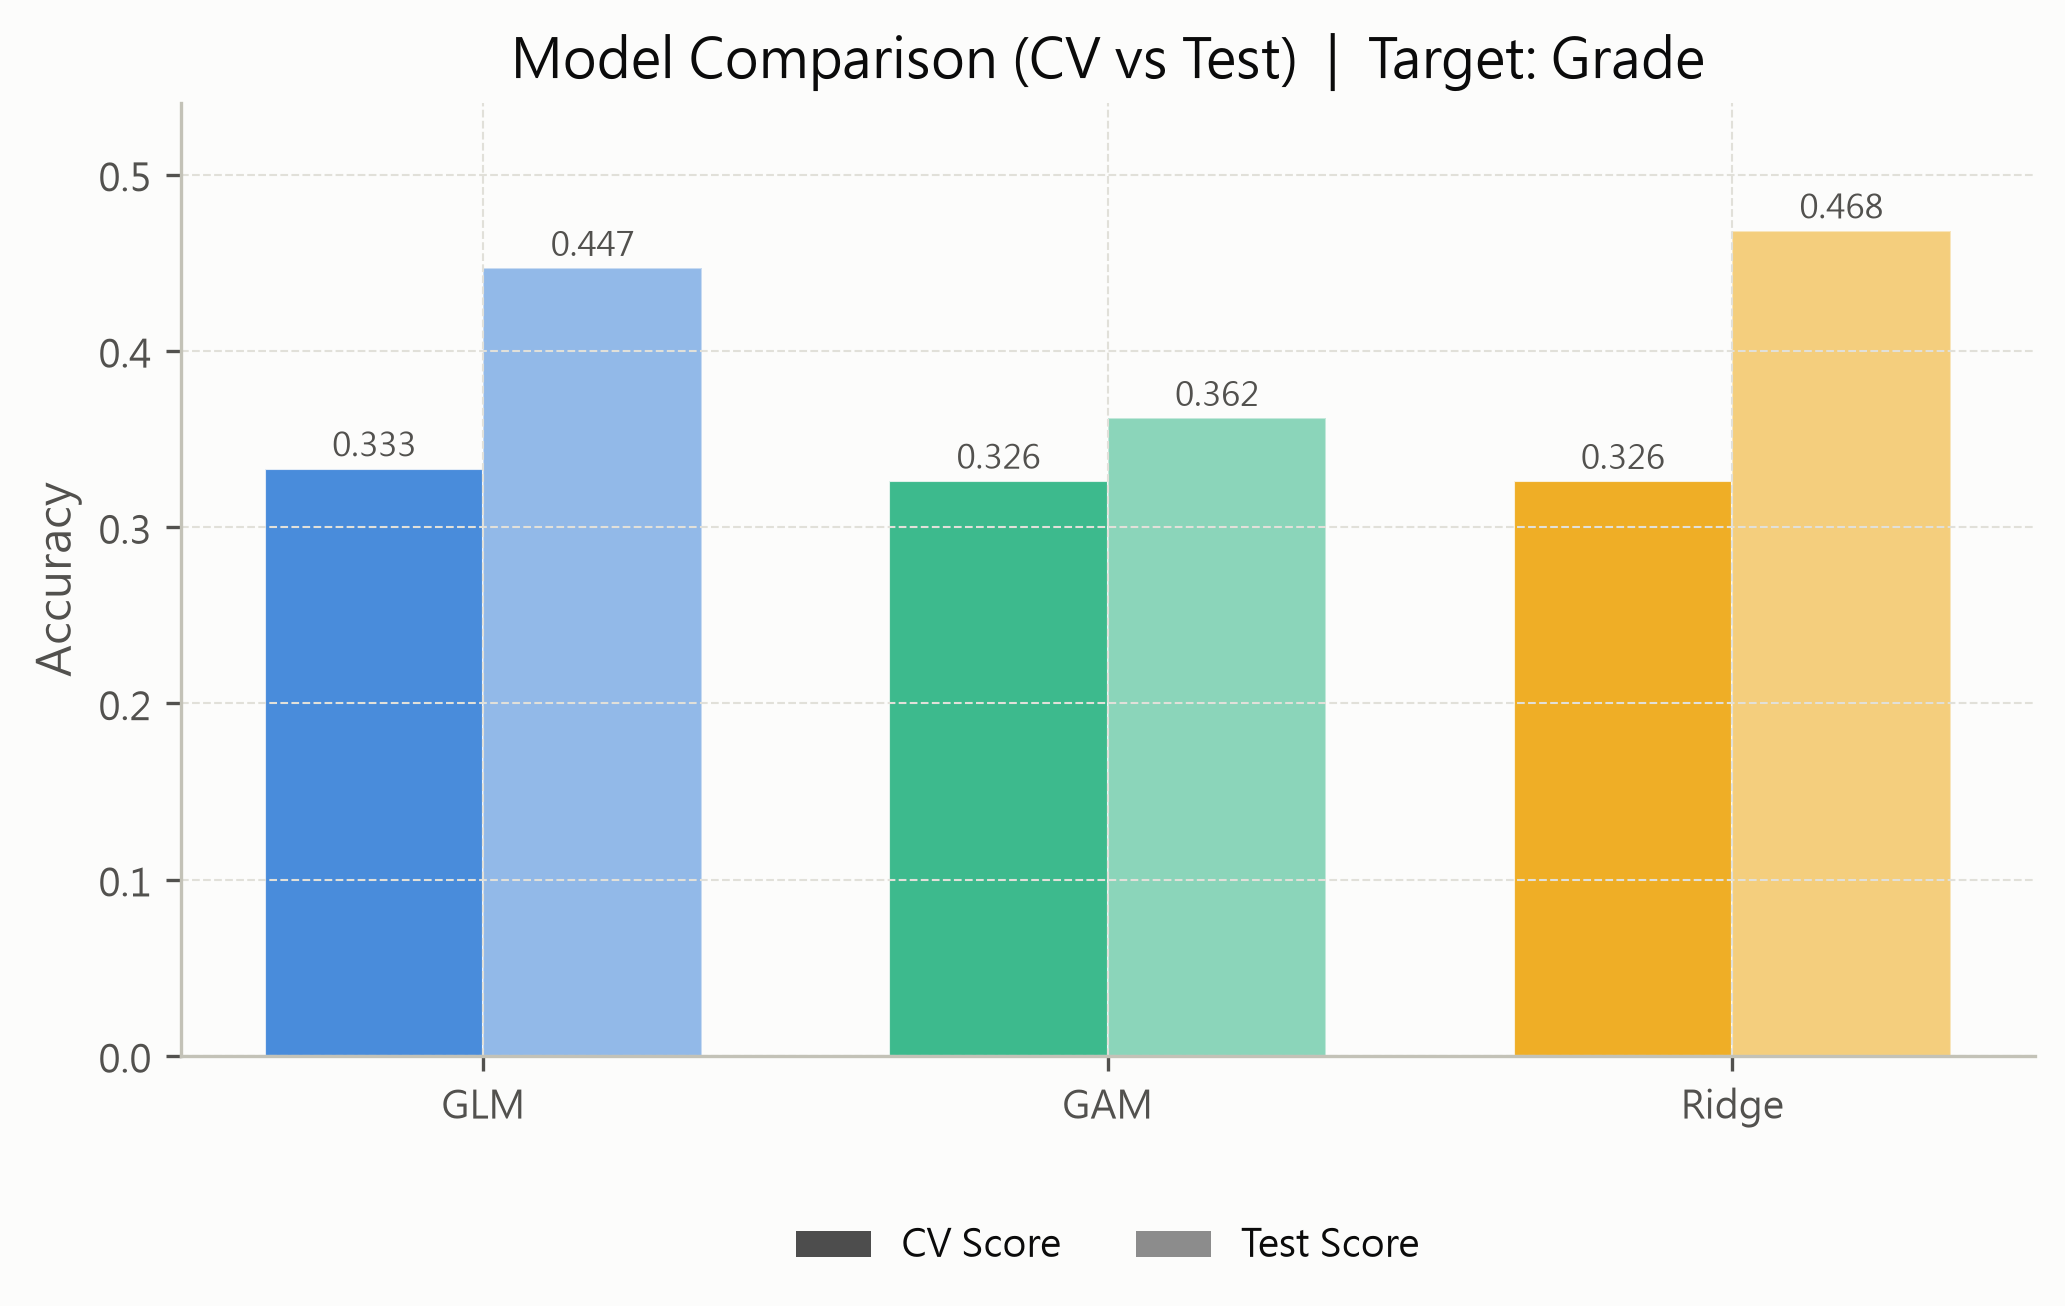 Model Comparison (CV vs Test) | Target: Grade
Accuracy
0.5
0.4
0.3
0.2
0.1
0.0
0.333
0.447
0.326
0.362
0.326
0.468
GLM
GAM
Ridge
CV Score
Test Score